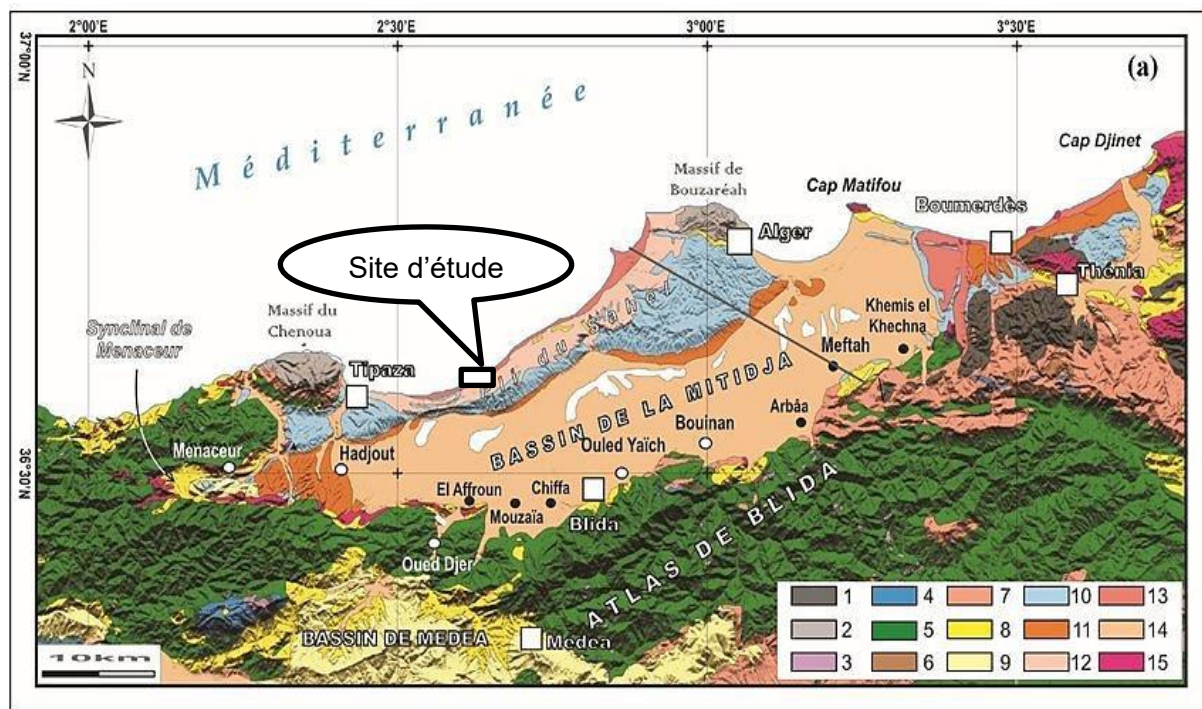 2°00'E 2°30'E 3°00'E 3°30'E
37°00'N
36°30'N
(a)
N
Méditerranée
Cap Djinet
Massif de
Bouzaréah
Cap Matifou
Boumerdès
Alger
Thénia
Site d'étude
Khemis el
Khechna
Meftah
Massif du
Chenoua
Synclinal de
Menaceur
Tipaza
du Sahel
BASSIN DE LA MITIDJA
Arbâa
Bouinan
Ouled Yaïch
Menaceur
Hadjout
El Affroun
Chiffa
Mouzaïa
Blida
Oued Djer
ATLAS DE BLIDA
BASSIN DE MEDEA
Médéa
10km
1 4 7 10 13
2 5 8 11 14
3 6 9 12 15